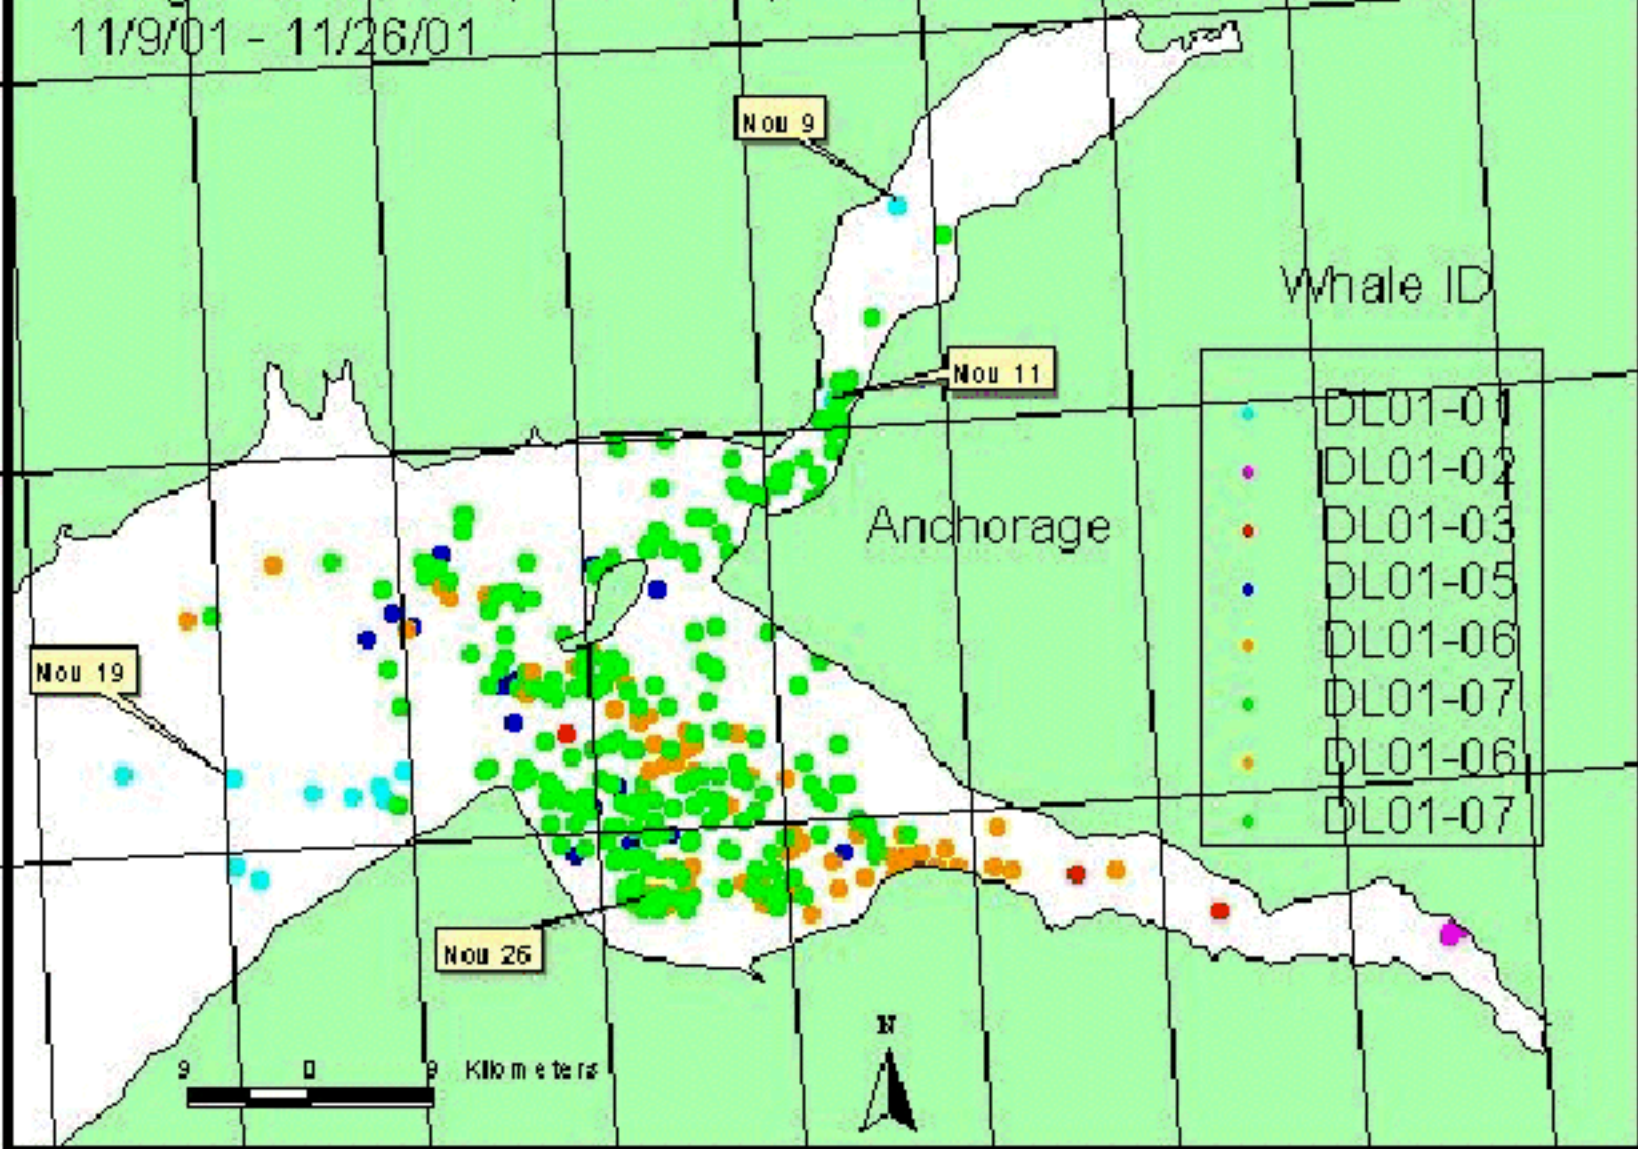 11/9/01 - 11/26/01
Nov 9
Whale ID
Nov 11
DL01-01
DL01-02
DL01-03
Anchorage
DL01-05
DL01-06
Nov 19
DL01-07
DL01-06
DL01-07
Nov 26
N
9 0 9 Kilometers